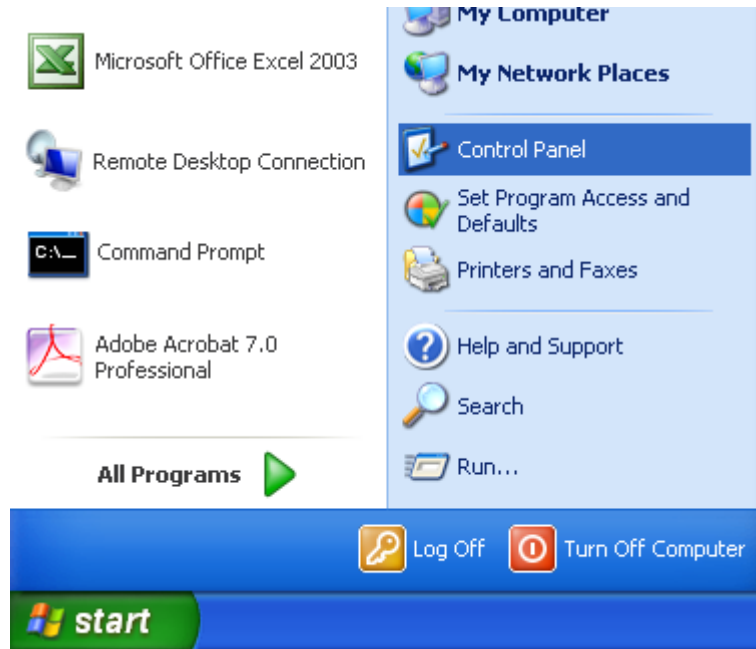 Microsoft Office Excel 2003
Remote Desktop Connection
C:\_
Command Prompt
Adobe Acrobat 7.0
Professional
All Programs
My Computer
My Network Places
Control Panel
Set Program Access and
Defaults
Printers and Faxes
Help and Support
Search
Run...
Log Off
Turn Off Computer
start